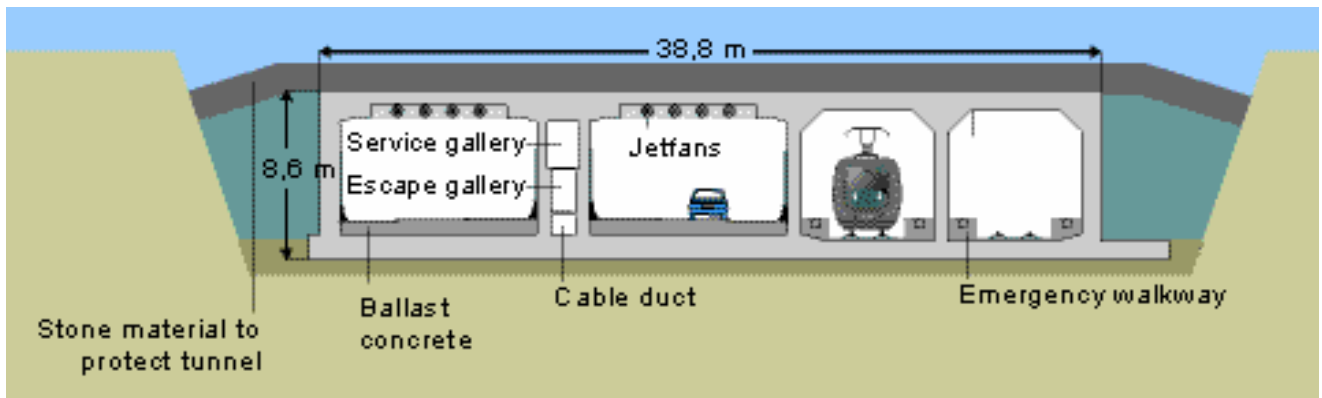 38,8 m
Service gallery
Jetfans
8,6 m
Escape gallery
Cable duct
Emergency walkway
Ballast
concrete
Stone material to
protect tunnel